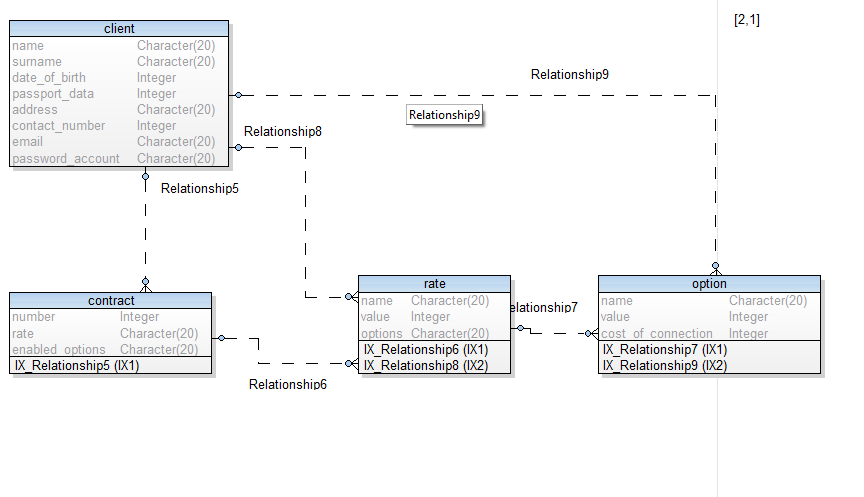 [2,1]
client
name Character(20)
surname Character(20)
date_of_birth Integer
passport_data Integer
address Character(20)
contact_number Integer
email Character(20)
password_account Character(20)
Relationship9
Relationship9
Relationship8
Relationship5
contract
number Integer
rate Character(20)
enabled_options Character(20)
IX_Relationship5 (IX1)
Relationship6
rate
name Character(20)
value Integer
options Character(20)
IX_Relationship6 (IX1)
IX_Relationship8 (IX2)
elationship7
option
name Character(20)
value Integer
cost_of_connection Integer
IX_Relationship7 (IX1)
IX_Relationship9 (IX2)